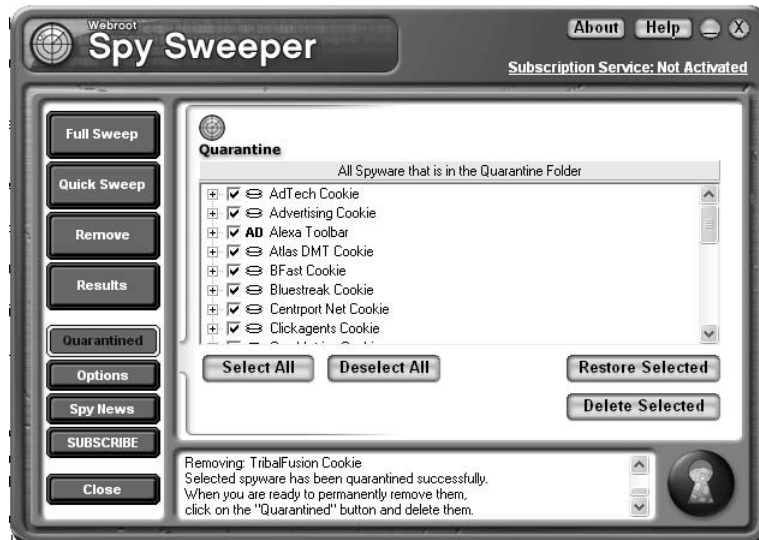 Webroot
Spy Sweeper
About Help X
Subscription Service: Not Activated
Full Sweep
Quick Sweep
Remove
Results
Quarantined
Options
Spy News
SUBSCRIBE
Close
Quarantine
All Spyware that is in the Quarantine Folder
AdTech Cookie
Advertising Cookie
AD Alexa Toolbar
Atlas DMT Cookie
BFast Cookie
Bluestreak Cookie
Centrport Net Cookie
Clickagents Cookie
Select All Deselect All Restore Selected
Delete Selected
Removing: TribalFusion Cookie
Selected spyware has been quarantined successfully.
When you are ready to permanently remove them,
click on the "Quarantined" button and delete them.